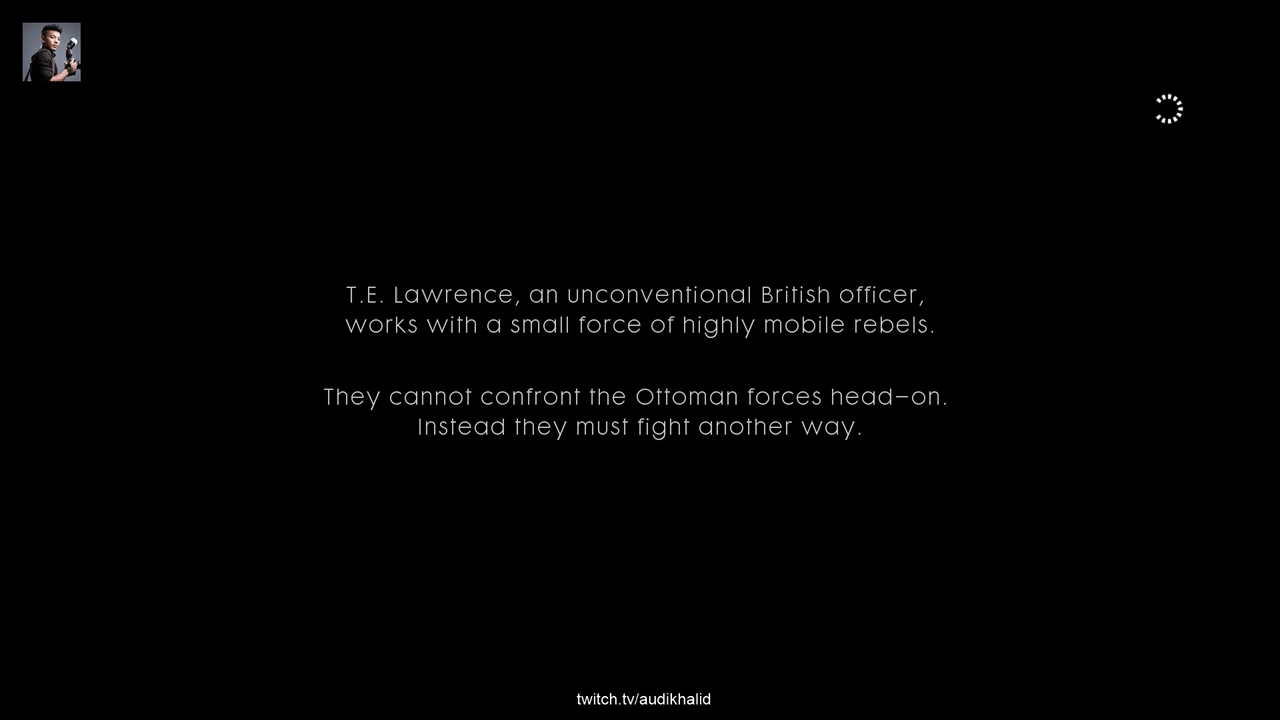 T.E. Lawrence, an unconventional British officer,
works with a small force of highly mobile rebels.
They cannot confront the Ottoman forces head-on.
Instead they must fight another way.
twitch.tv/audikhalid